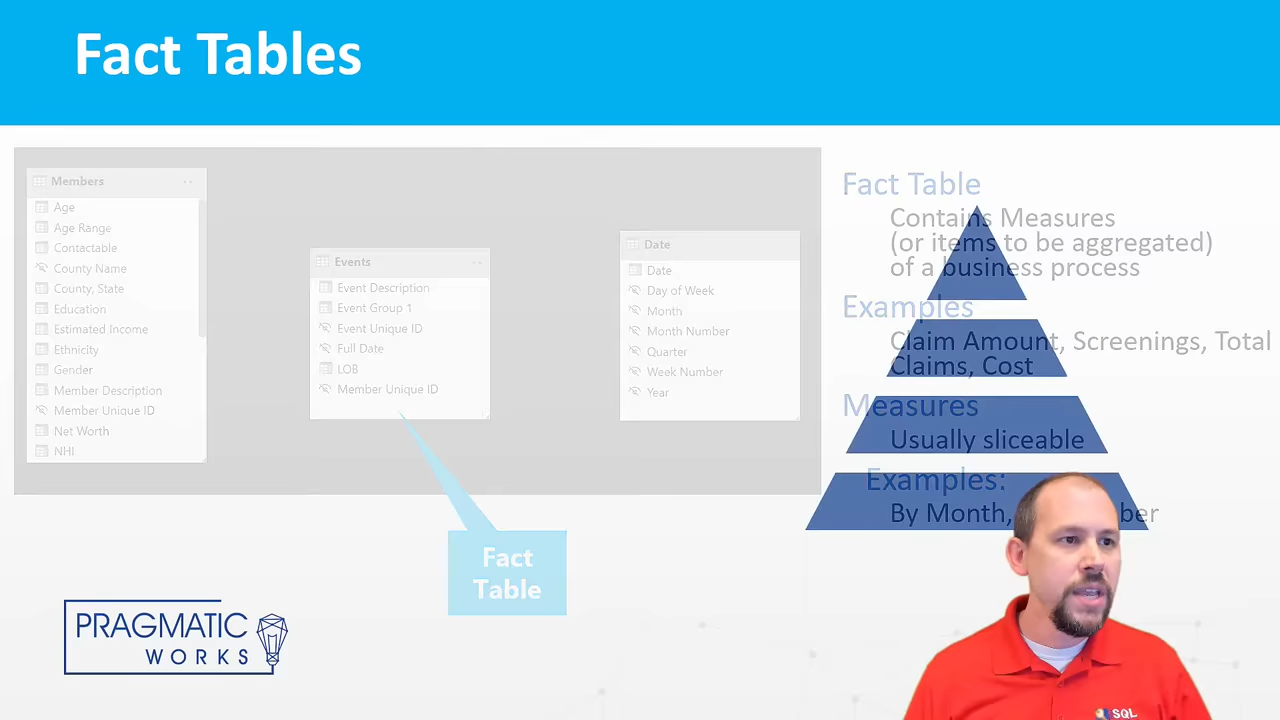 Fact Tables
Members
Age
Age Range
Contactable
County Name
County, State
Education
Estimated Income
Ethnicity
Gender
Member Description
Member Unique ID
Net Worth
NHI
Events
Event Description
Event Group 1
Event Unique ID
Full Date
LOB
Member Unique ID
Date
Date
Day of Week
Month
Month Number
Quarter
Week Number
Year
Fact
Table
Fact Table
Contains Measures
(or items to be aggregated)
of a business process
Examples
Claim Amount, Screenings, Total
Claims, Cost
Measures
Usually sliceable
Examples:
By Month, ber
PRAGMATIC
WORKS
SQL